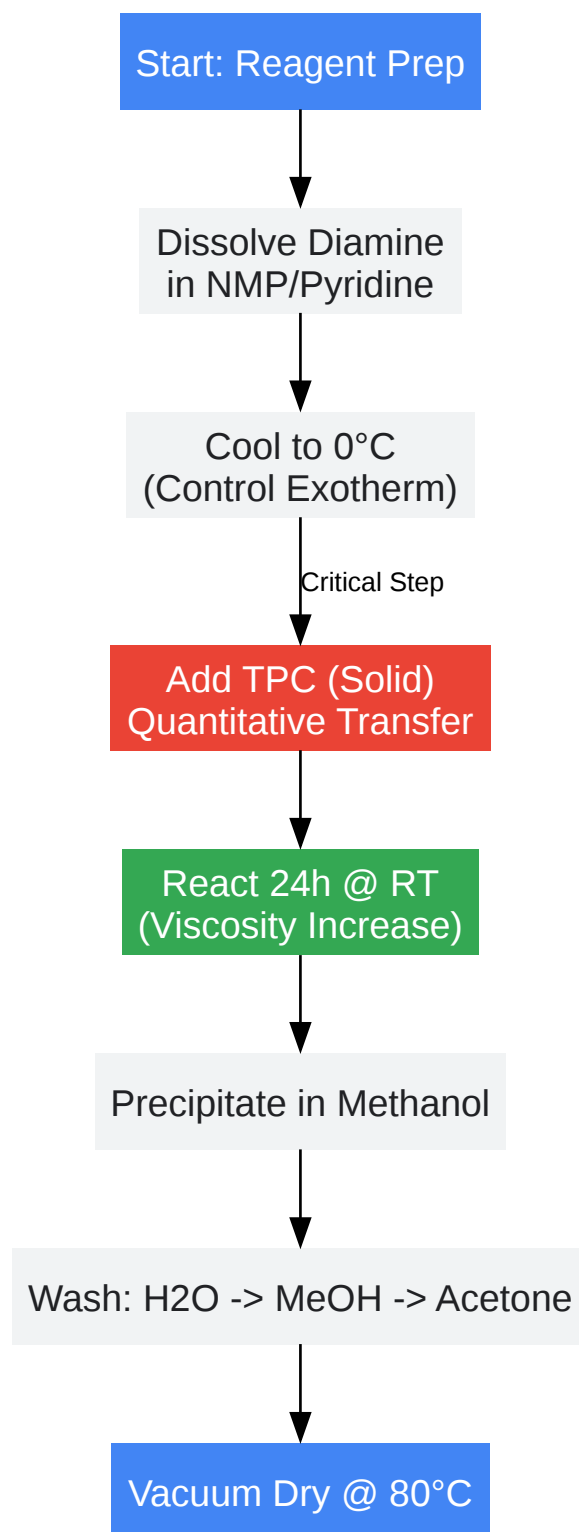 Start: Reagent Prep
Dissolve Diamine
in NMP/Pyridine
Cool to 0°C
(Control Exotherm)
Critical Step
Add TPC (Solid)
Quantitative Transfer
React 24h @ RT
(Viscosity Increase)
Precipitate in Methanol
Wash: H2O -> MeOH -> Acetone
Vacuum Dry @ 80°C